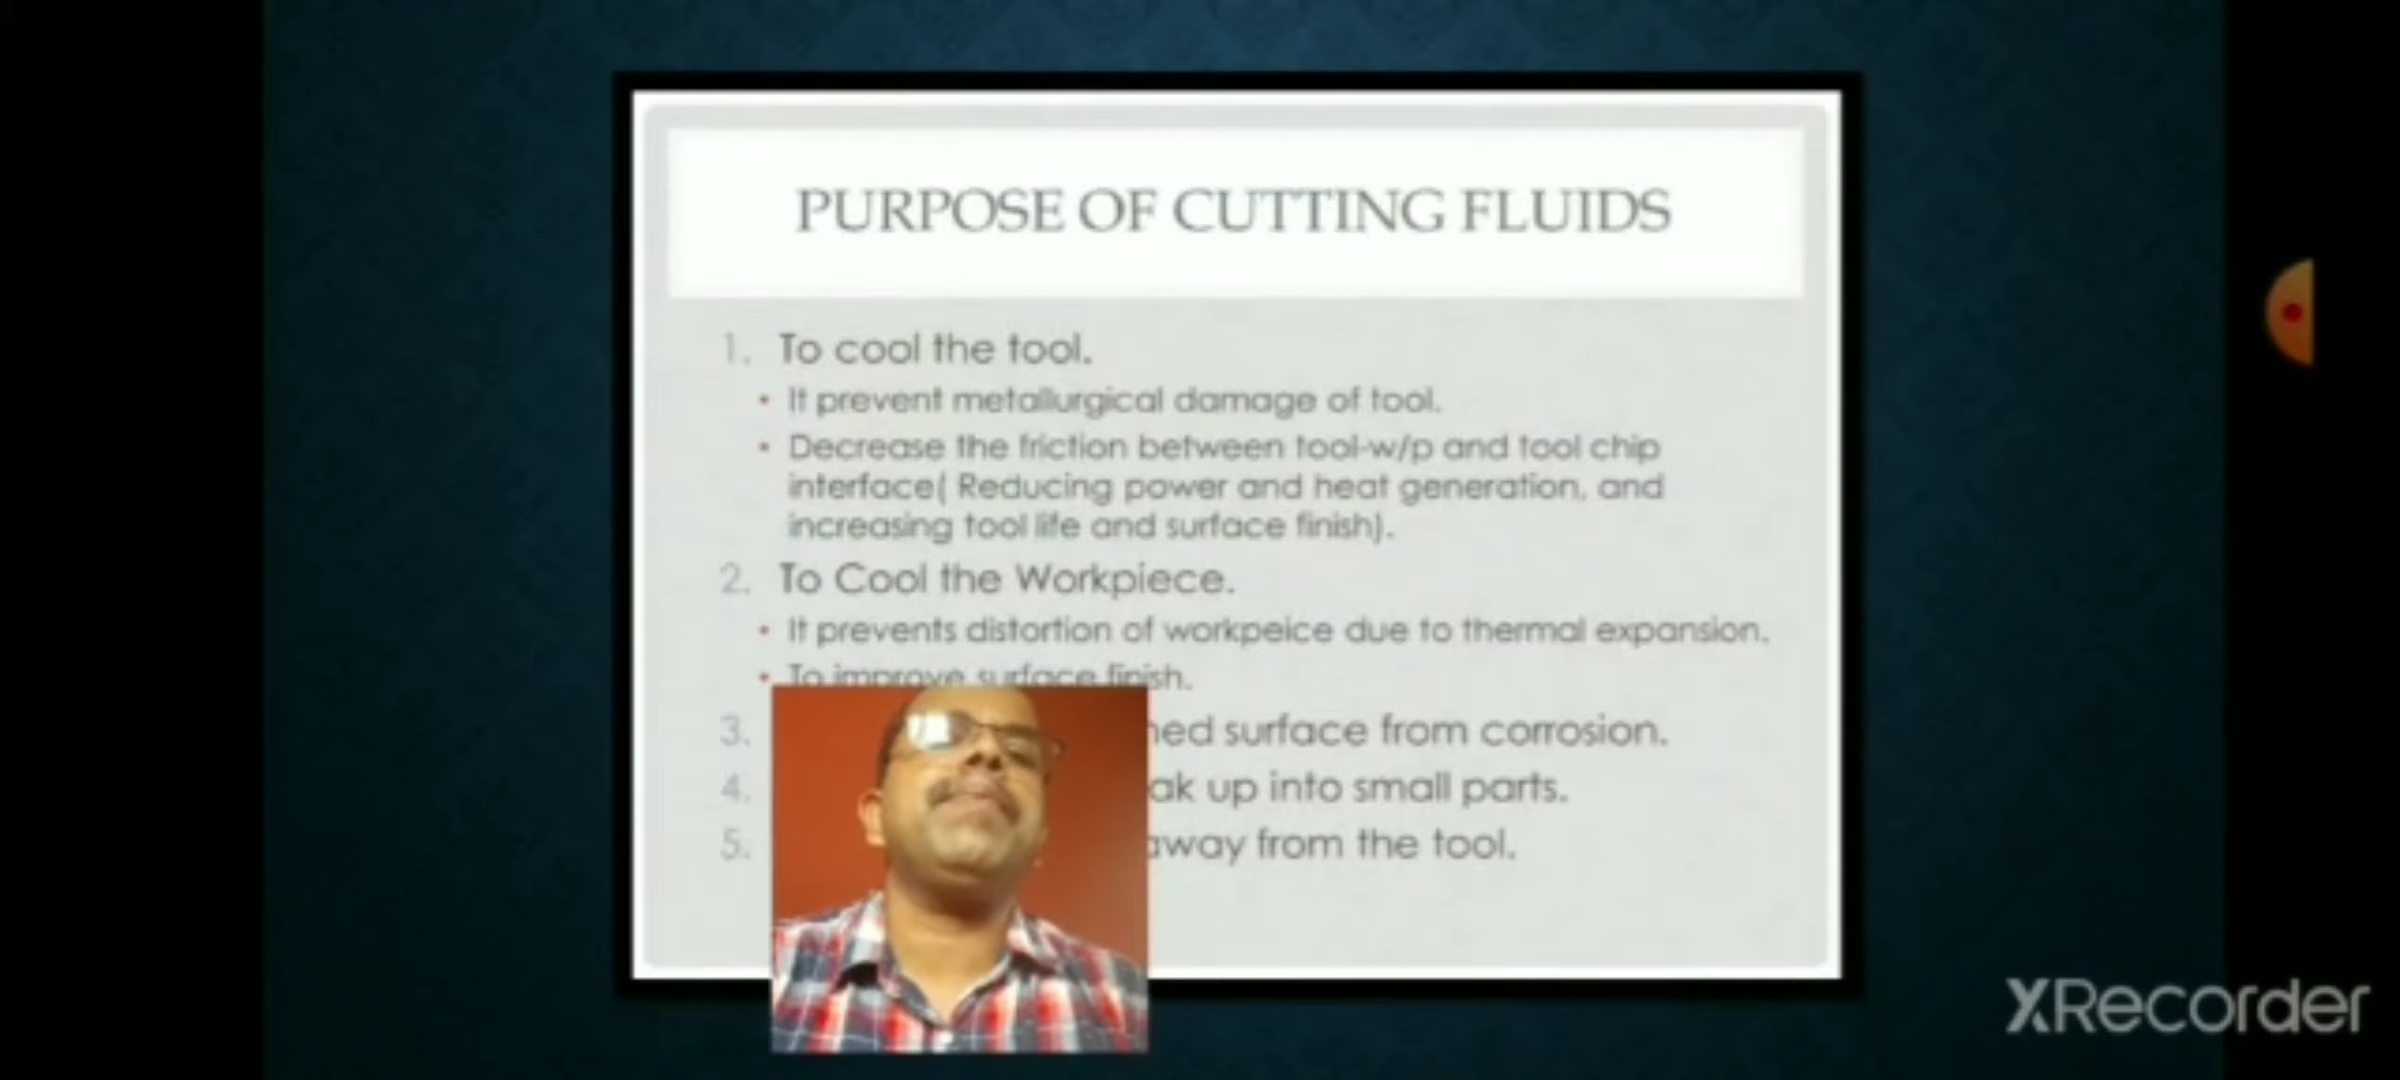 PURPOSE OF CUTTING FLUIDS
1. To cool the tool.
• It prevent metallurgical damage of tool.
• Decrease the friction between tool-w/p and tool chip
interface( Reducing power and heat generation, and
increasing tool life and surface finish).
2. To Cool the Workpiece.
• It prevents distortion of workpeice due to thermal expansion.
• To improve surface finish.
3. surface from corrosion.
4. up into small parts.
5. away from the tool.
XRecorder